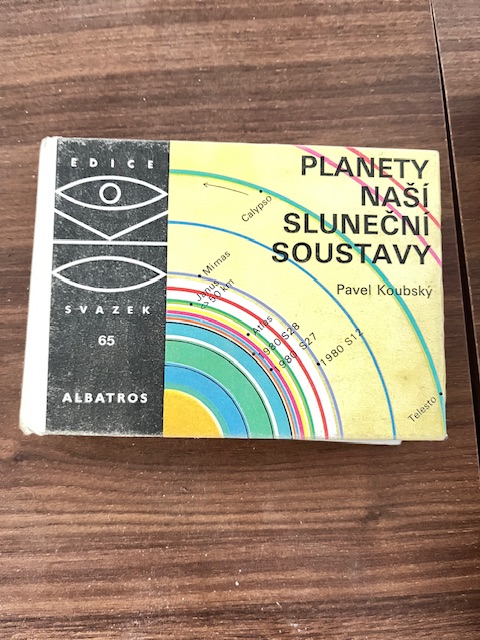 EDICE
OKO
SVAZEK
65
ALBATROS
PLANETY
NAŠÍ
SLUNEČNÍ
SOUSTAVY
Pavel Koubský
Calypso
Mimas
Janus
Atlas
1980 S28
1980 S27
1980 S12
Telesto